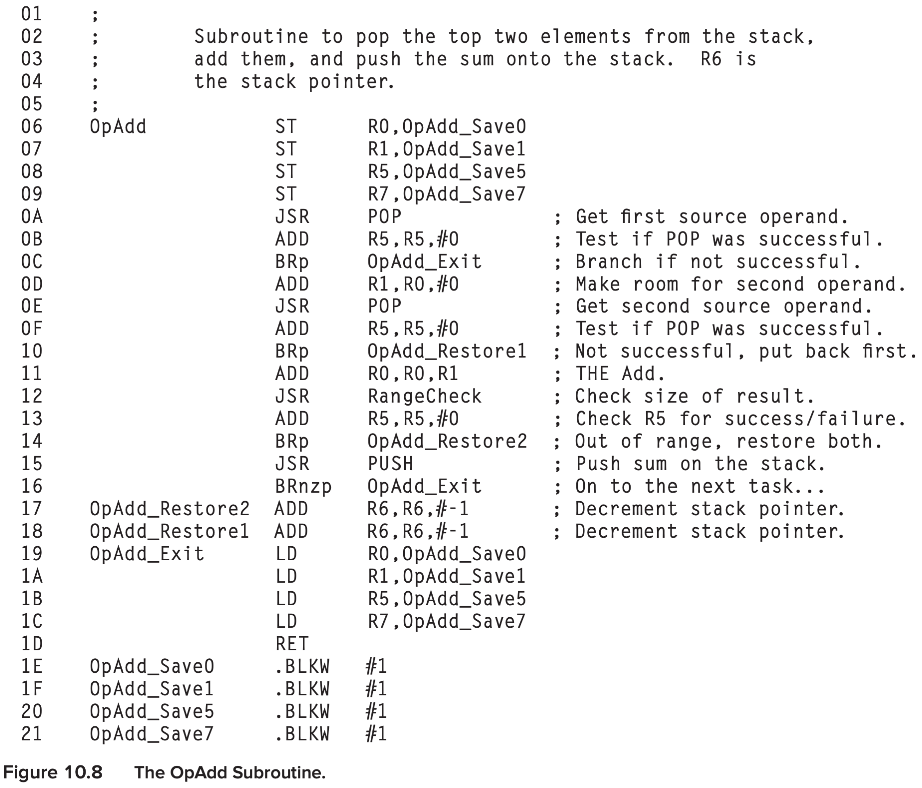 01 ;
02 ; Subroutine to pop the top two elements from the stack,
03 ; add them, and push the sum onto the stack. R6 is
04 ; the stack pointer.
05 ;
06 OpAdd ST R0,OpAdd_Save0
07 ST R1,OpAdd_Save1
08 ST R5,OpAdd_Save5
09 ST R7,OpAdd_Save7
0A JSR POP ; Get first source operand.
0B ADD R5,R5,#0 ; Test if POP was successful.
0C BRp OpAdd_Exit ; Branch if not successful.
0D ADD R1,R0,#0 ; Make room for second operand.
0E JSR POP ; Get second source operand.
0F ADD R5,R5,#0 ; Test if POP was successful.
10 BRp OpAdd_Restore1 ; Not successful, put back first.
11 ADD R0,R0,R1 ; THE Add.
12 JSR RangeCheck ; Check size of result.
13 ADD R5,R5,#0 ; Check R5 for success/failure.
14 BRp OpAdd_Restore2 ; Out of range, restore both.
15 JSR PUSH ; Push sum on the stack.
16 BRnzp OpAdd_Exit ; On to the next task...
17 OpAdd_Restore2 ADD R6,R6,#-1 ; Decrement stack pointer.
18 OpAdd_Restore1 ADD R6,R6,#-1 ; Decrement stack pointer.
19 OpAdd_Exit LD R0,OpAdd_Save0
1A LD R1,OpAdd_Save1
1B LD R5,OpAdd_Save5
1C LD R7,OpAdd_Save7
1D RET
1E OpAdd_Save0 .BLKW #1
1F OpAdd_Save1 .BLKW #1
20 OpAdd_Save5 .BLKW #1
21 OpAdd_Save7 .BLKW #1
Figure 10.8 The OpAdd Subroutine.